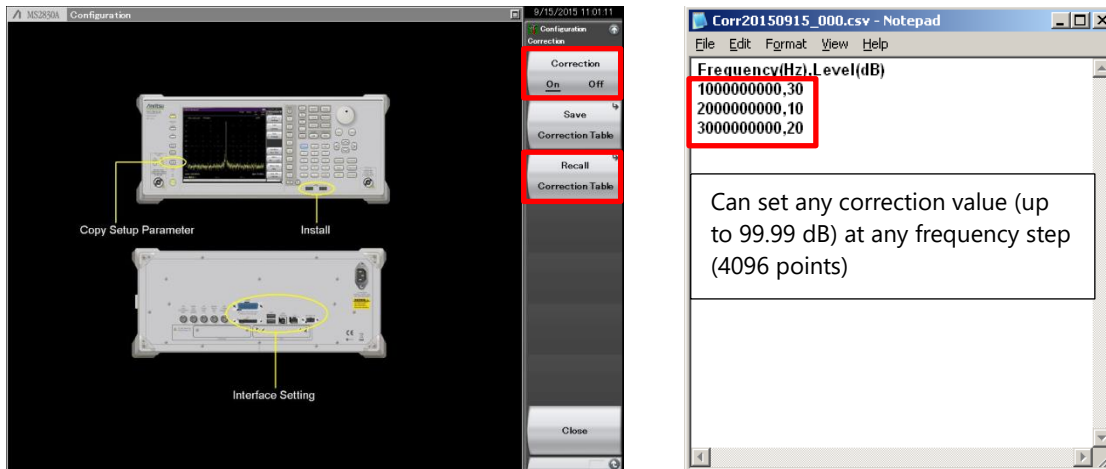 MS2830A Configuration
9/15/2015 11:01:11
Configuration
Correction
Correction
On Off
Save
Correction Table
Recall
Correction Table
Copy Setup Parameter
Install
Interface Setting
Close
Corr20150915_000.csv - Notepad
File Edit Format View Help
Frequency(Hz),Level(dB)
1000000000,30
2000000000,10
3000000000,20
Can set any correction value (up
to 99.99 dB) at any frequency step
(4096 points)